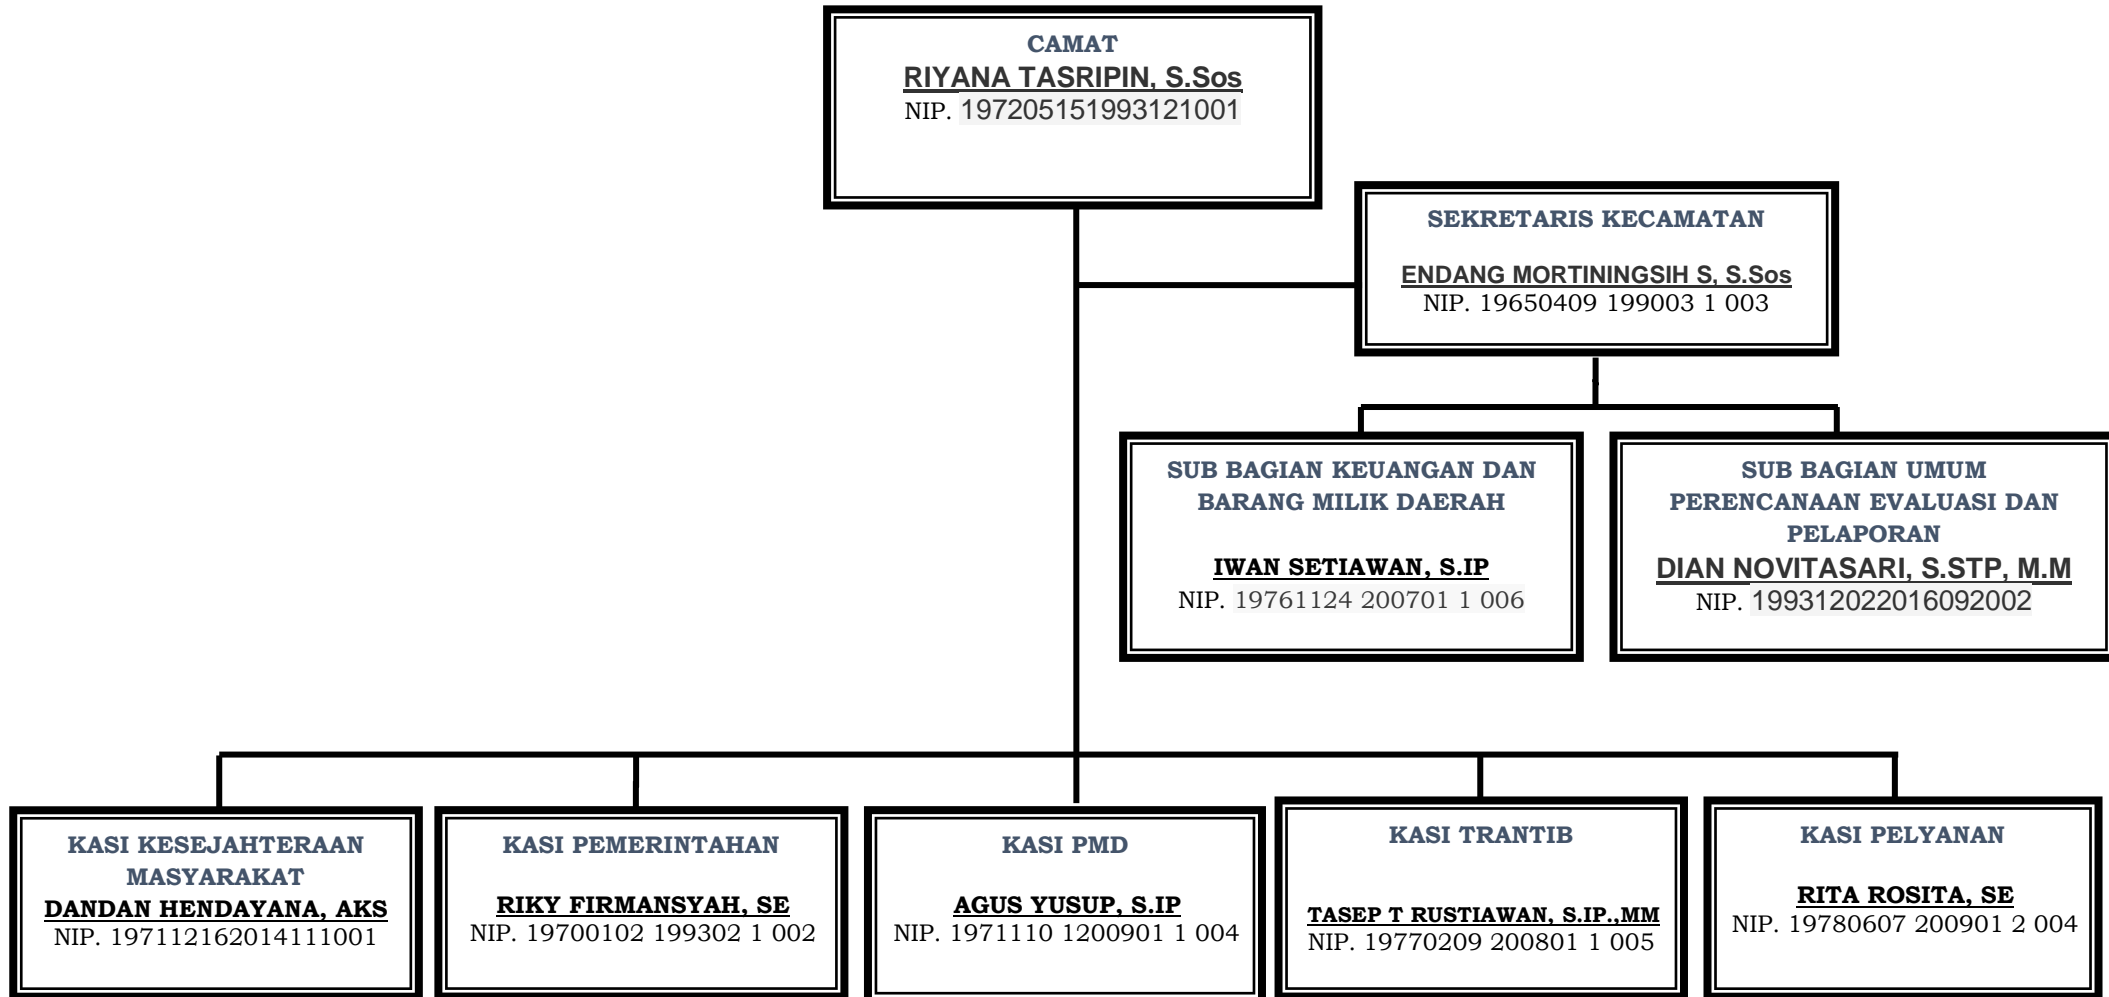 CAMAT
RIYANA TASRIPIN, S.Sos
NIP. 197205151993121001
SEKRETARIS KECAMATAN
ENDANG MORTININGSIH S, S.Sos
NIP. 19650409 199003 1 003
SUB BAGIAN KEUANGAN DAN
BARANG MILIK DAERAH
IWAN SETIAWAN, S.IP
NIP. 19761124 200701 1 006
SUB BAGIAN UMUM
PERENCANAAN EVALUASI DAN
PELAPORAN
DIAN NOVITASARI, S.STP, M.M
NIP. 199312022016092002
KASI KESEJAHTERAAN
MASYARAKAT
DANDAN HENDAYANA, AKS
NIP. 197112162014111001
KASI PEMERINTAHAN
RIKY FIRMANSYAH, SE
NIP. 19700102 199302 1 002
KASI PMD
AGUS YUSUP, S.IP
NIP. 1971110 1200901 1 004
KASI TRANTIB
TASEP T RUSTIAWAN, S.IP.,MM
NIP. 19770209 200801 1 005
KASI PELYANAN
RITA ROSITA, SE
NIP. 19780607 200901 2 004